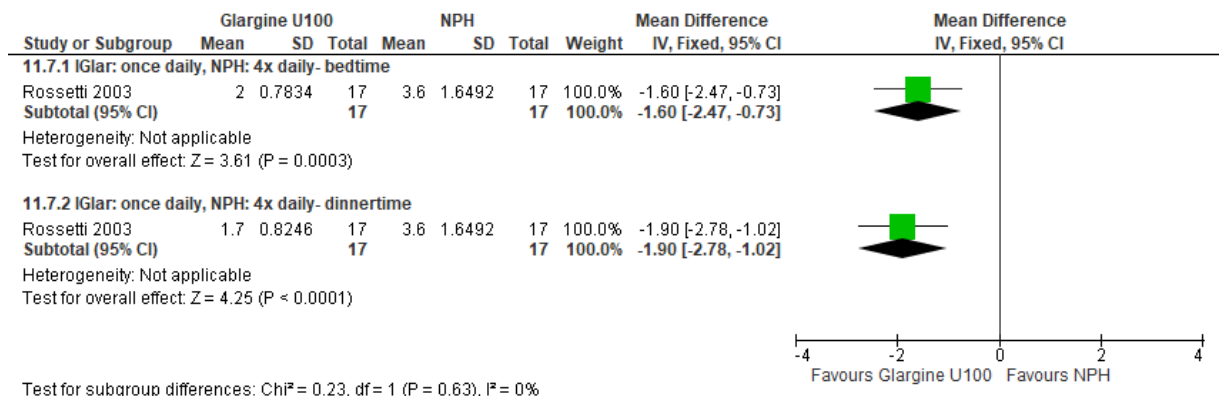 Glargine U100 NPH Mean Difference Mean Difference
Study or Subgroup Mean SD Total Mean SD Total Weight IV, Fixed, 95% CI IV, Fixed, 95% CI
11.7.1 IGlar: once daily, NPH: 4x daily- bedtime
Rossetti 2003 2 0.7834 17 3.6 1.6492 17 100.0% -1.60 [-2.47, -0.73]
Subtotal (95% CI) 17 17 100.0% -1.60 [-2.47, -0.73]
Heterogeneity: Not applicable
Test for overall effect: Z = 3.61 (P = 0.0003)
11.7.2 IGlar: once daily, NPH: 4x daily- dinnertime
Rossetti 2003 1.7 0.8246 17 3.6 1.6492 17 100.0% -1.90 [-2.78, -1.02]
Subtotal (95% CI) 17 17 100.0% -1.90 [-2.78, -1.02]
Heterogeneity: Not applicable
Test for overall effect: Z = 4.25 (P < 0.0001)
-4 -2 0 2 4
Favours Glargine U100 Favours NPH
Test for subgroup differences: Chi² = 0.23, df = 1 (P = 0.63), I² = 0%